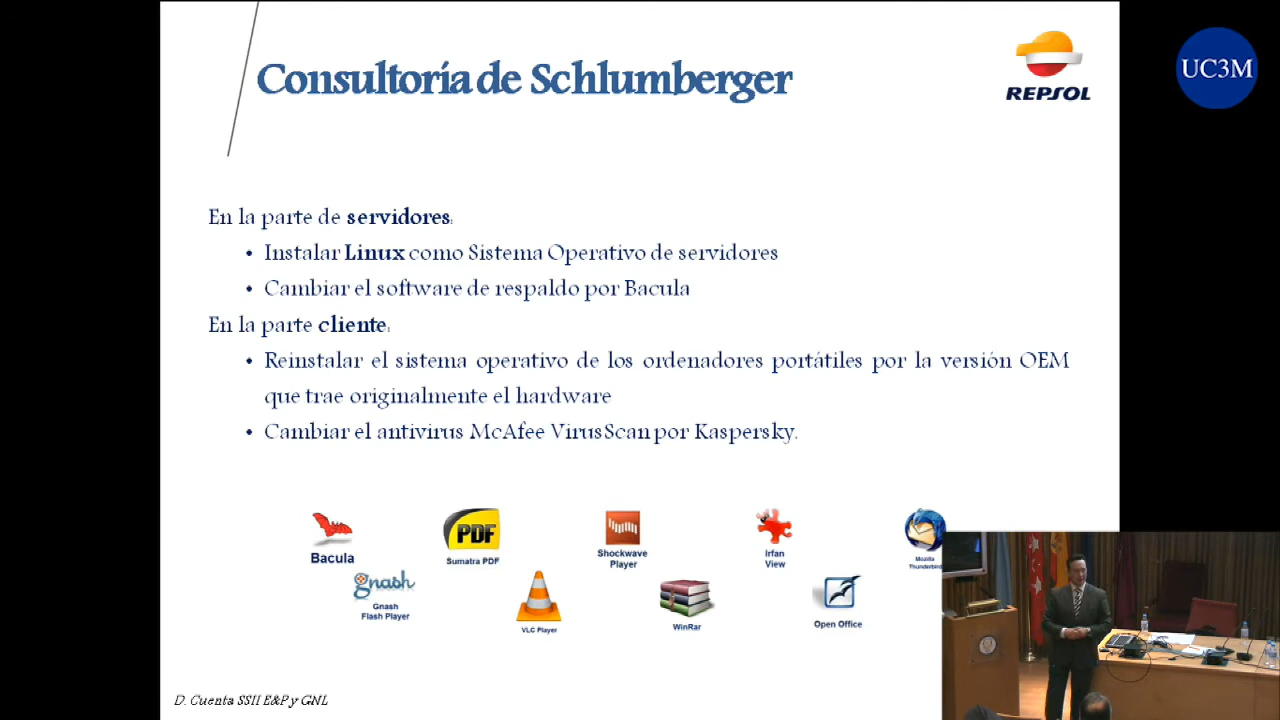 Consultoría de Schlumberger
REPSOL
UC3M
En la parte de servidores:
• Instalar Linux como Sistema Operativo de servidores
• Cambiar el software de respaldo por Bacula
En la parte cliente:
• Reinstalar el sistema operativo de los ordenadores portátiles por la versión OEM
que trae originalmente el hardware
• Cambiar el antivirus McAfee VirusScan por Kaspersky.
Bacula
PDF
Sumatra PDF
Shockwave
Player
Irfan
View
Mozilla
Thunderbird
gnash
Gnash
Flash Player
VLC Player
WinRar
Open Office
D. Cuenta SSII E&P y GNL